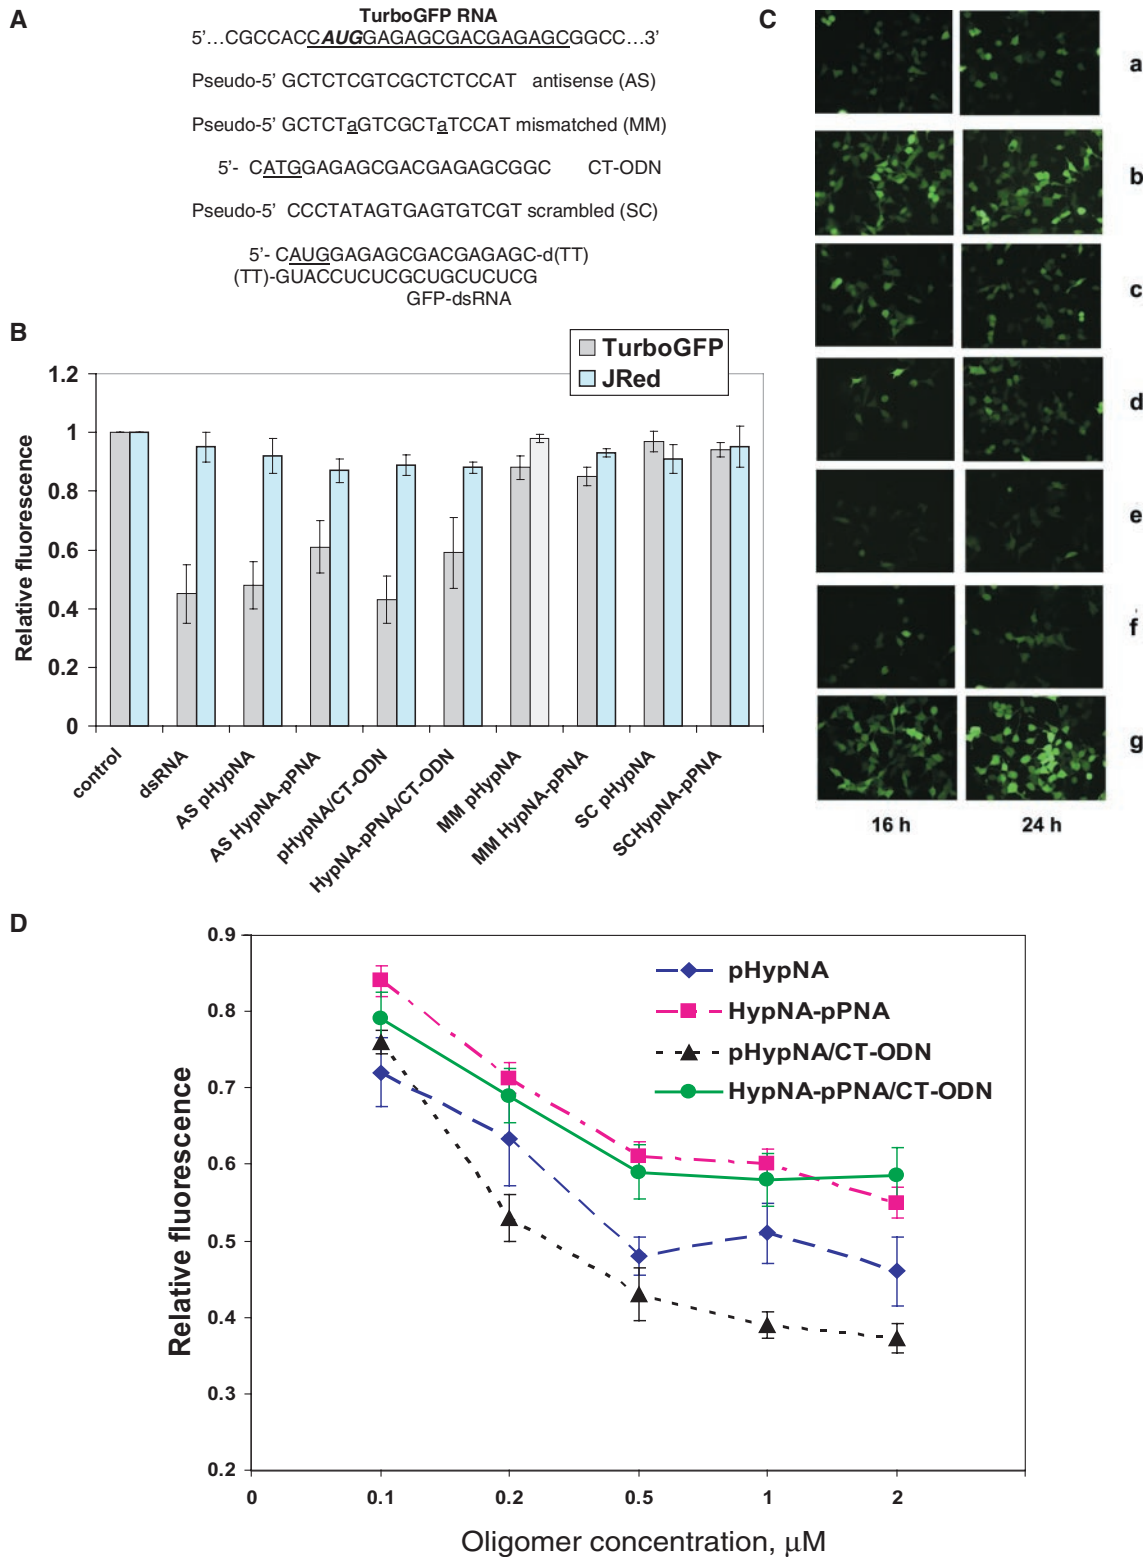 A
TurboGFP RNA
5’…CGCCACCAUGGAGAGCGACGAGAGCGGCC…3’
Pseudo-5’ GCTCTCGTCGCTCTCCAT antisense (AS)
Pseudo-5’ GCTCTaGTCGCTaTCCAT mismatched (MM)
5’- CATGGAGAGCGACGAGAGCGGC CT-ODN
Pseudo-5’ CCCTATAGTGAGTGTCGT scrambled (SC)
5’- CAUGGAGAGCGACGAGAGC-d(TT)
(TT)-GUACCUCUCGCUGCUCUCG
GFP-dsRNA
B
TurboGFP
JRed
1.2
1
0.8
0.6
0.4
0.2
0
Relative fluorescence
control
dsRNA
AS pHypNA
AS HypNA-pPNA
pHypNA/CT-ODN
HypNA-pPNA/CT-ODN
MM pHypNA
MM HypNA-pPNA
SC pHypNA
SCHypNA-pPNA
C
a
b
c
d
e
f
g
16 h
24 h
D
0.9
0.8
0.7
0.6
0.5
0.4
0.3
0.2
Relative fluorescence
pHypNA
HypNA-pPNA
pHypNA/CT-ODN
HypNA-pPNA/CT-ODN
0
0.1
0.2
0.5
1
2
Oligomer concentration, μM